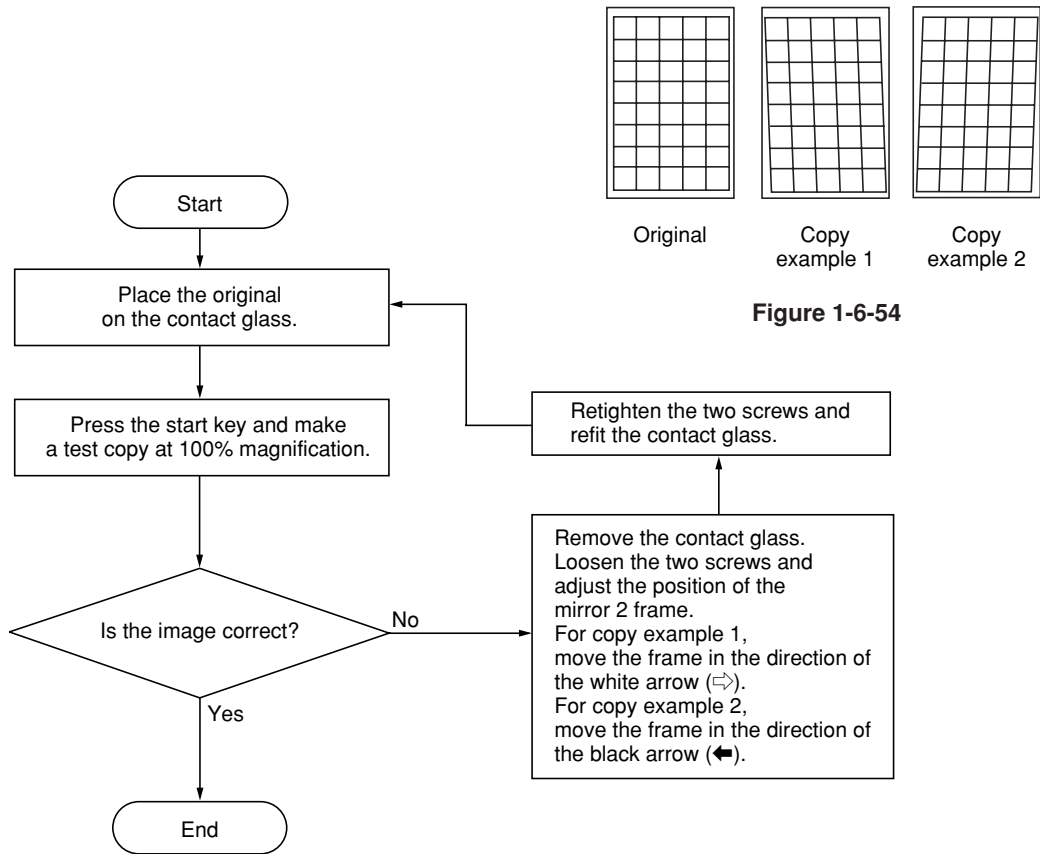 Original
Copy
example 1
Copy
example 2
Figure 1-6-54
Start
Place the original
on the contact glass.
Press the start key and make
a test copy at 100% magnification.
Is the image correct?
No
Yes
End
Remove the contact glass.
Loosen the two screws and
adjust the position of the
mirror 2 frame.
For copy example 1,
move the frame in the direction of
the white arrow (⇨).
For copy example 2,
move the frame in the direction of
the black arrow (⬅).
Retighten the two screws and
refit the contact glass.